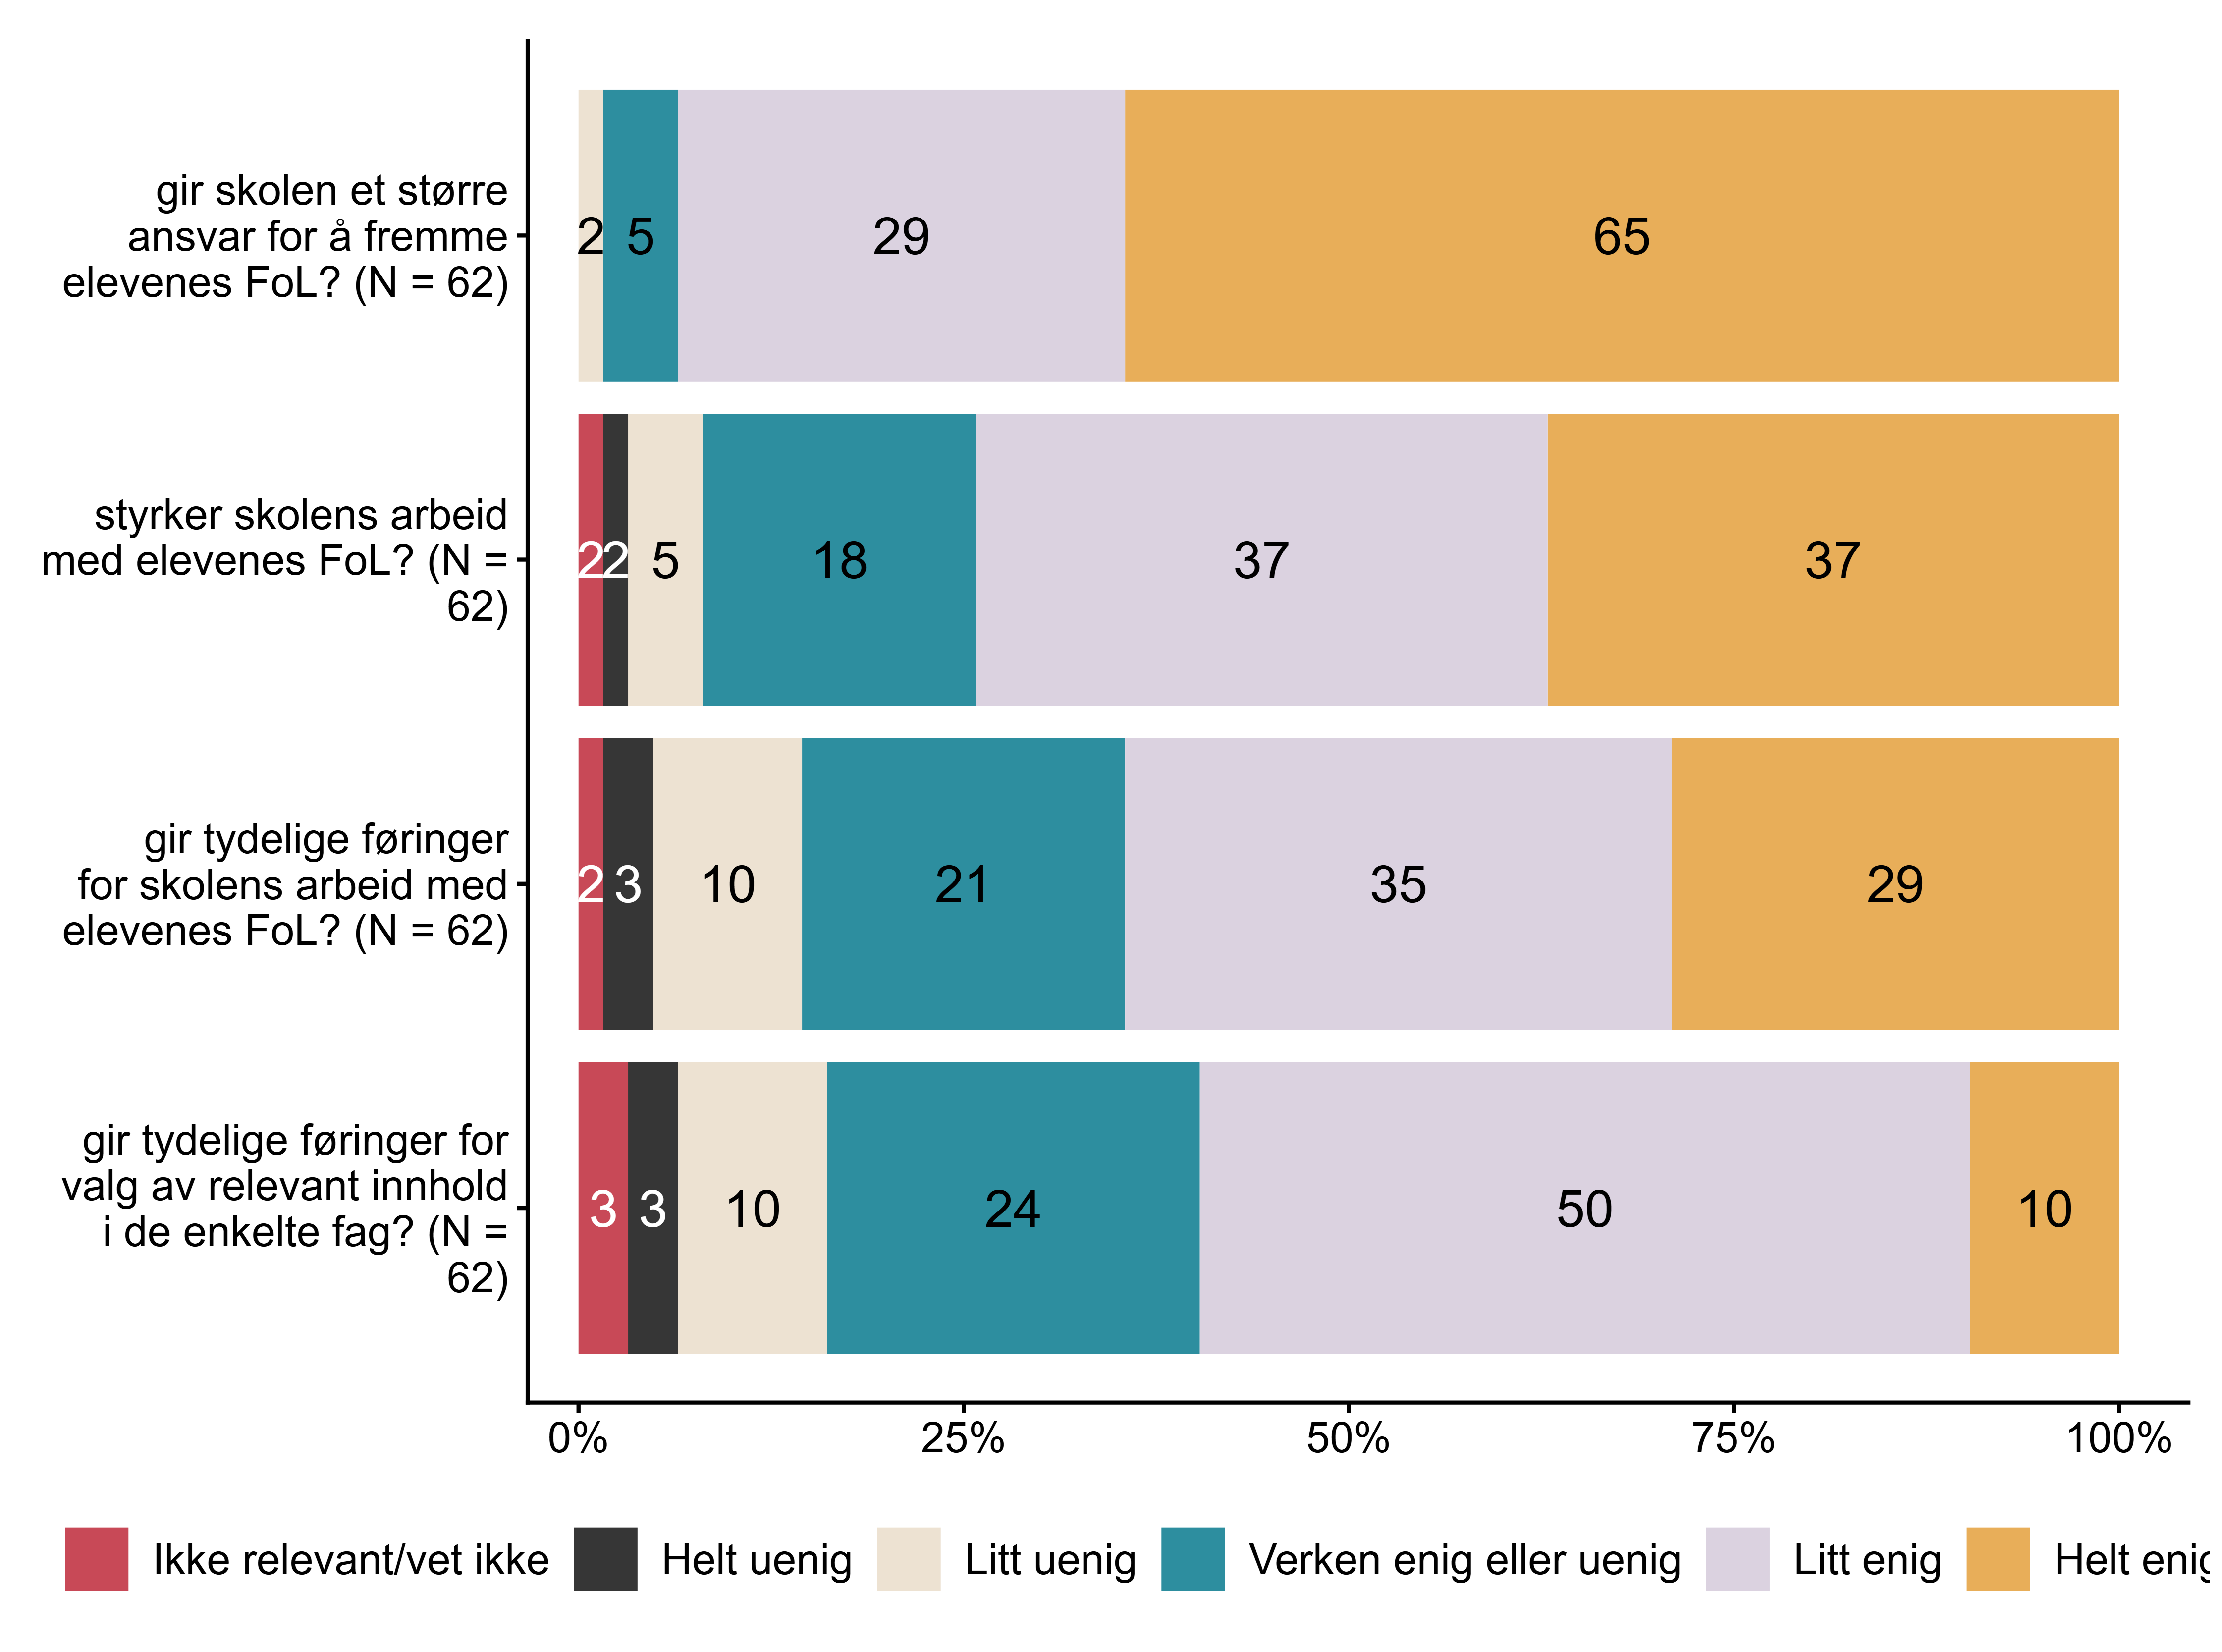 gir skolen et større
ansvar for å fremme
elevenes FoL? (N = 62)
2 5 29 65
styrker skolens arbeid
med elevenes FoL? (N =
62)
2 2 5 18 37 37
gir tydelige føringer
for skolens arbeid med
elevenes FoL? (N = 62)
2 3 10 21 35 29
gir tydelige føringer for
valg av relevant innhold
i de enkelte fag? (N =
62)
3 3 10 24 50 10
0% 25% 50% 75% 100%
Ikke relevant/vet ikke Helt uenig Litt uenig Verken enig eller uenig Litt enig Helt enig